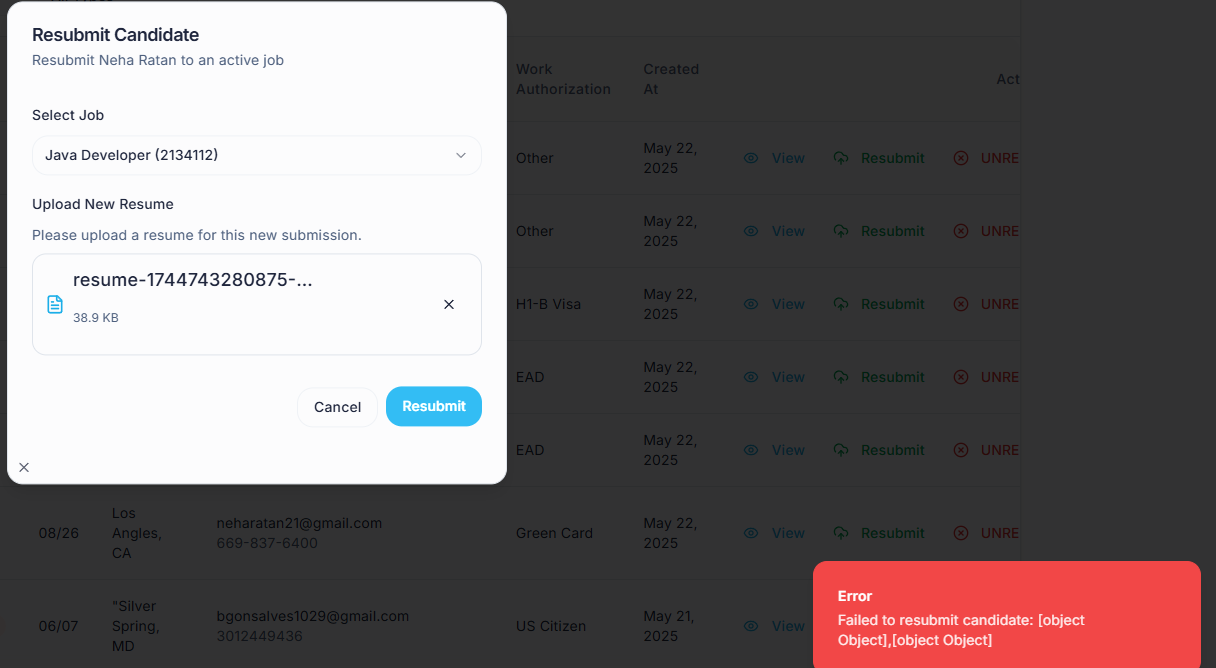 Resubmit Candidate
Resubmit Neha Ratan to an active job
Select Job
Java Developer (2134112)
Upload New Resume
Please upload a resume for this new submission.
resume-1744743280875-...
38.9 KB
Cancel
Resubmit
Work
Authorization
Created
At
Act
Other
May 22,
2025
View
Resubmit
UNRE
Other
May 22,
2025
View
Resubmit
UNRE
H1-B Visa
May 22,
2025
View
Resubmit
UNRE
EAD
May 22,
2025
View
Resubmit
UNRE
EAD
May 22,
2025
View
Resubmit
UNRE
08/26
Los
Angles,
CA
neharatan21@gmail.com
669-837-6400
Green Card
May 22,
2025
View
Resubmit
UNRE
06/07
"Silver
Spring,
MD
bgonsalves1029@gmail.com
3012449436
US Citizen
May 21,
2025
View
Error
Failed to resubmit candidate: [object
Object],[object Object]